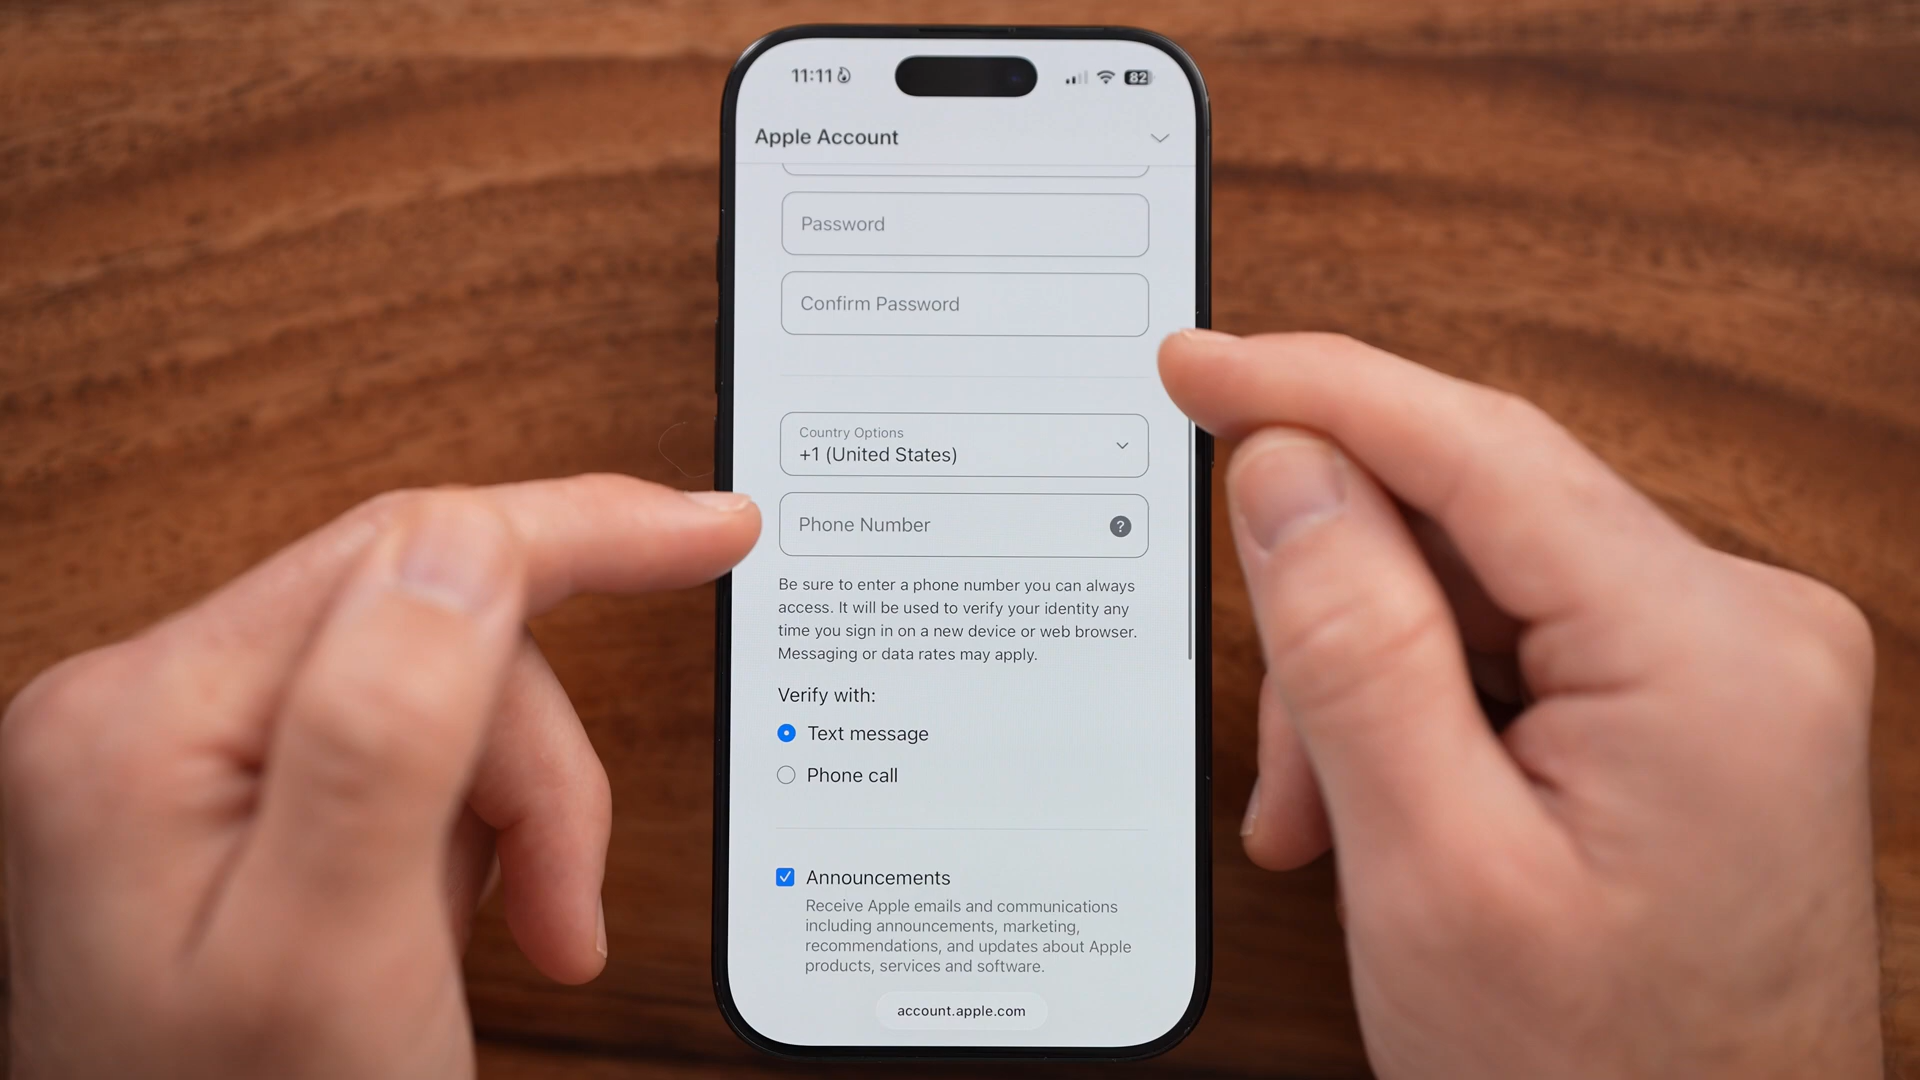 11:11
82
Apple Account
Password
Confirm Password
Country Options
+1 (United States)
Phone Number
?
Be sure to enter a phone number you can always
access. It will be used to verify your identity any
time you sign in on a new device or web browser.
Messaging or data rates may apply.
Verify with:
Text message
Phone call
Announcements
Receive Apple emails and communications
including announcements, marketing,
recommendations, and updates about Apple
products, services and software.
account.apple.com